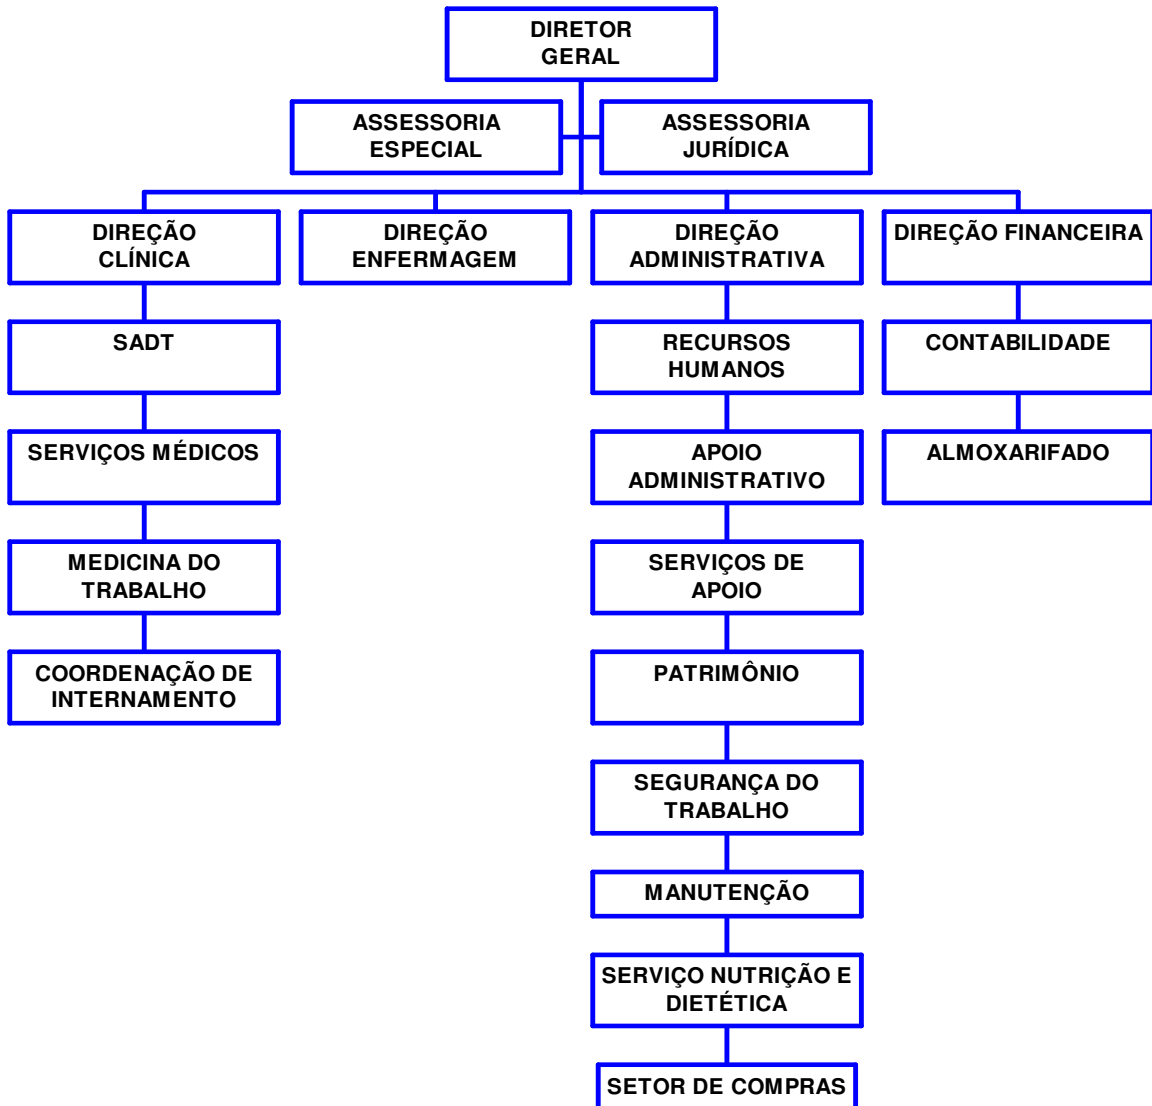 DIRETOR
GERAL
ASSESSORIA
ESPECIAL
ASSESSORIA
JURÍDICA
DIREÇÃO
CLÍNICA
DIREÇÃO
ENFERMAGEM
DIREÇÃO
ADMINISTRATIVA
DIREÇÃO FINANCEIRA
SADT
RECURSOS
HUMANOS
CONTABILIDADE
SERVIÇOS MÉDICOS
APOIO
ADMINISTRATIVO
ALMOXARIFADO
MEDICINA DO
TRABALHO
SERVIÇOS DE
APOIO
COORDENAÇÃO DE
INTERNAMENTO
PATRIMÔNIO
SEGURANÇA DO
TRABALHO
MANUTENÇÃO
SERVIÇO NUTRIÇÃO E
DIETÉTICA
SETOR DE COMPRAS